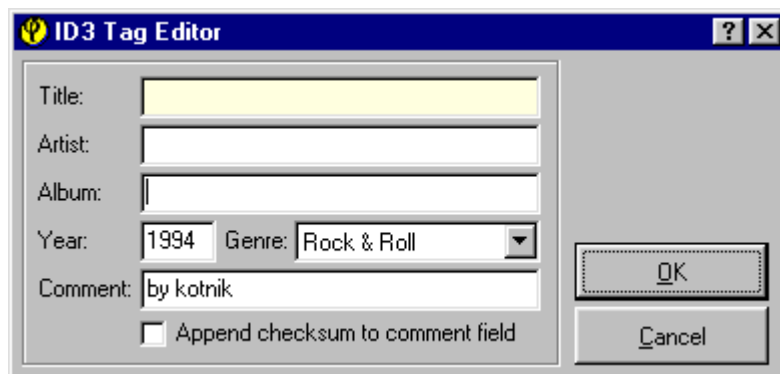 ID3 Tag Editor
Title:
Artist:
Album:
Year: 1994 Genre: Rock & Roll
Comment: by kotnik
Append checksum to comment field
OK
Cancel